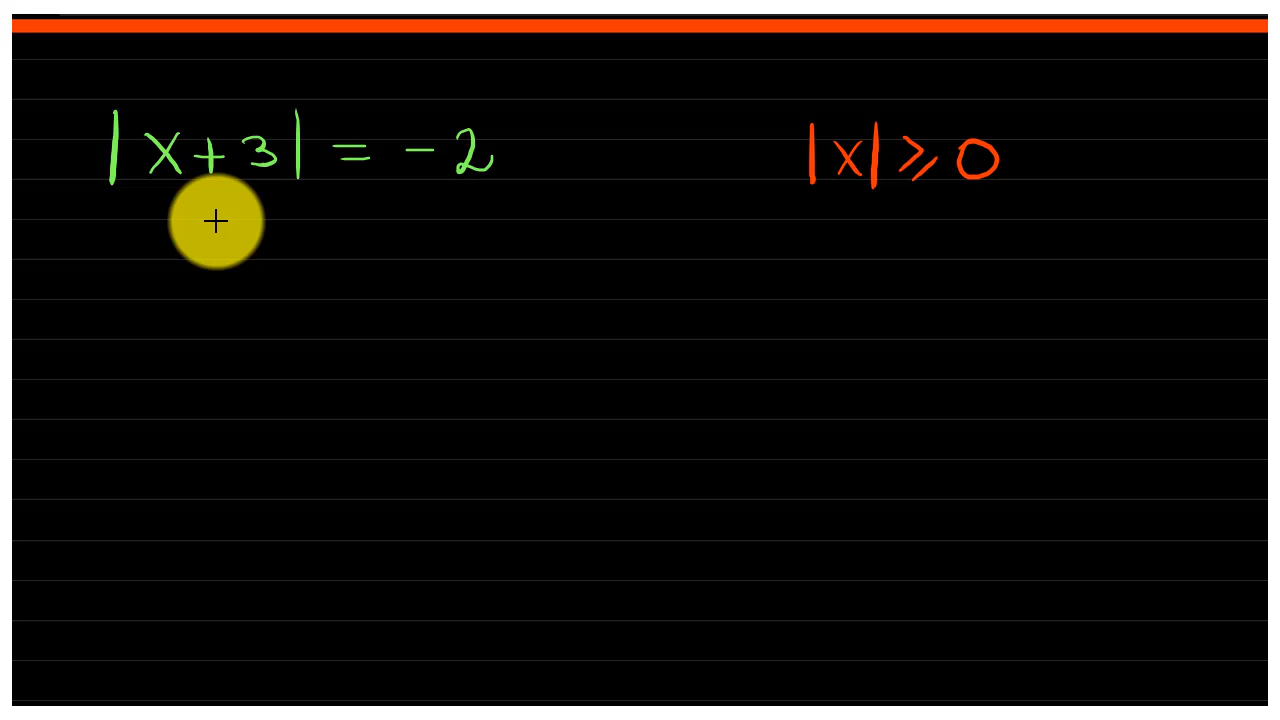 |x+3| = -2
|x| ⩾ 0